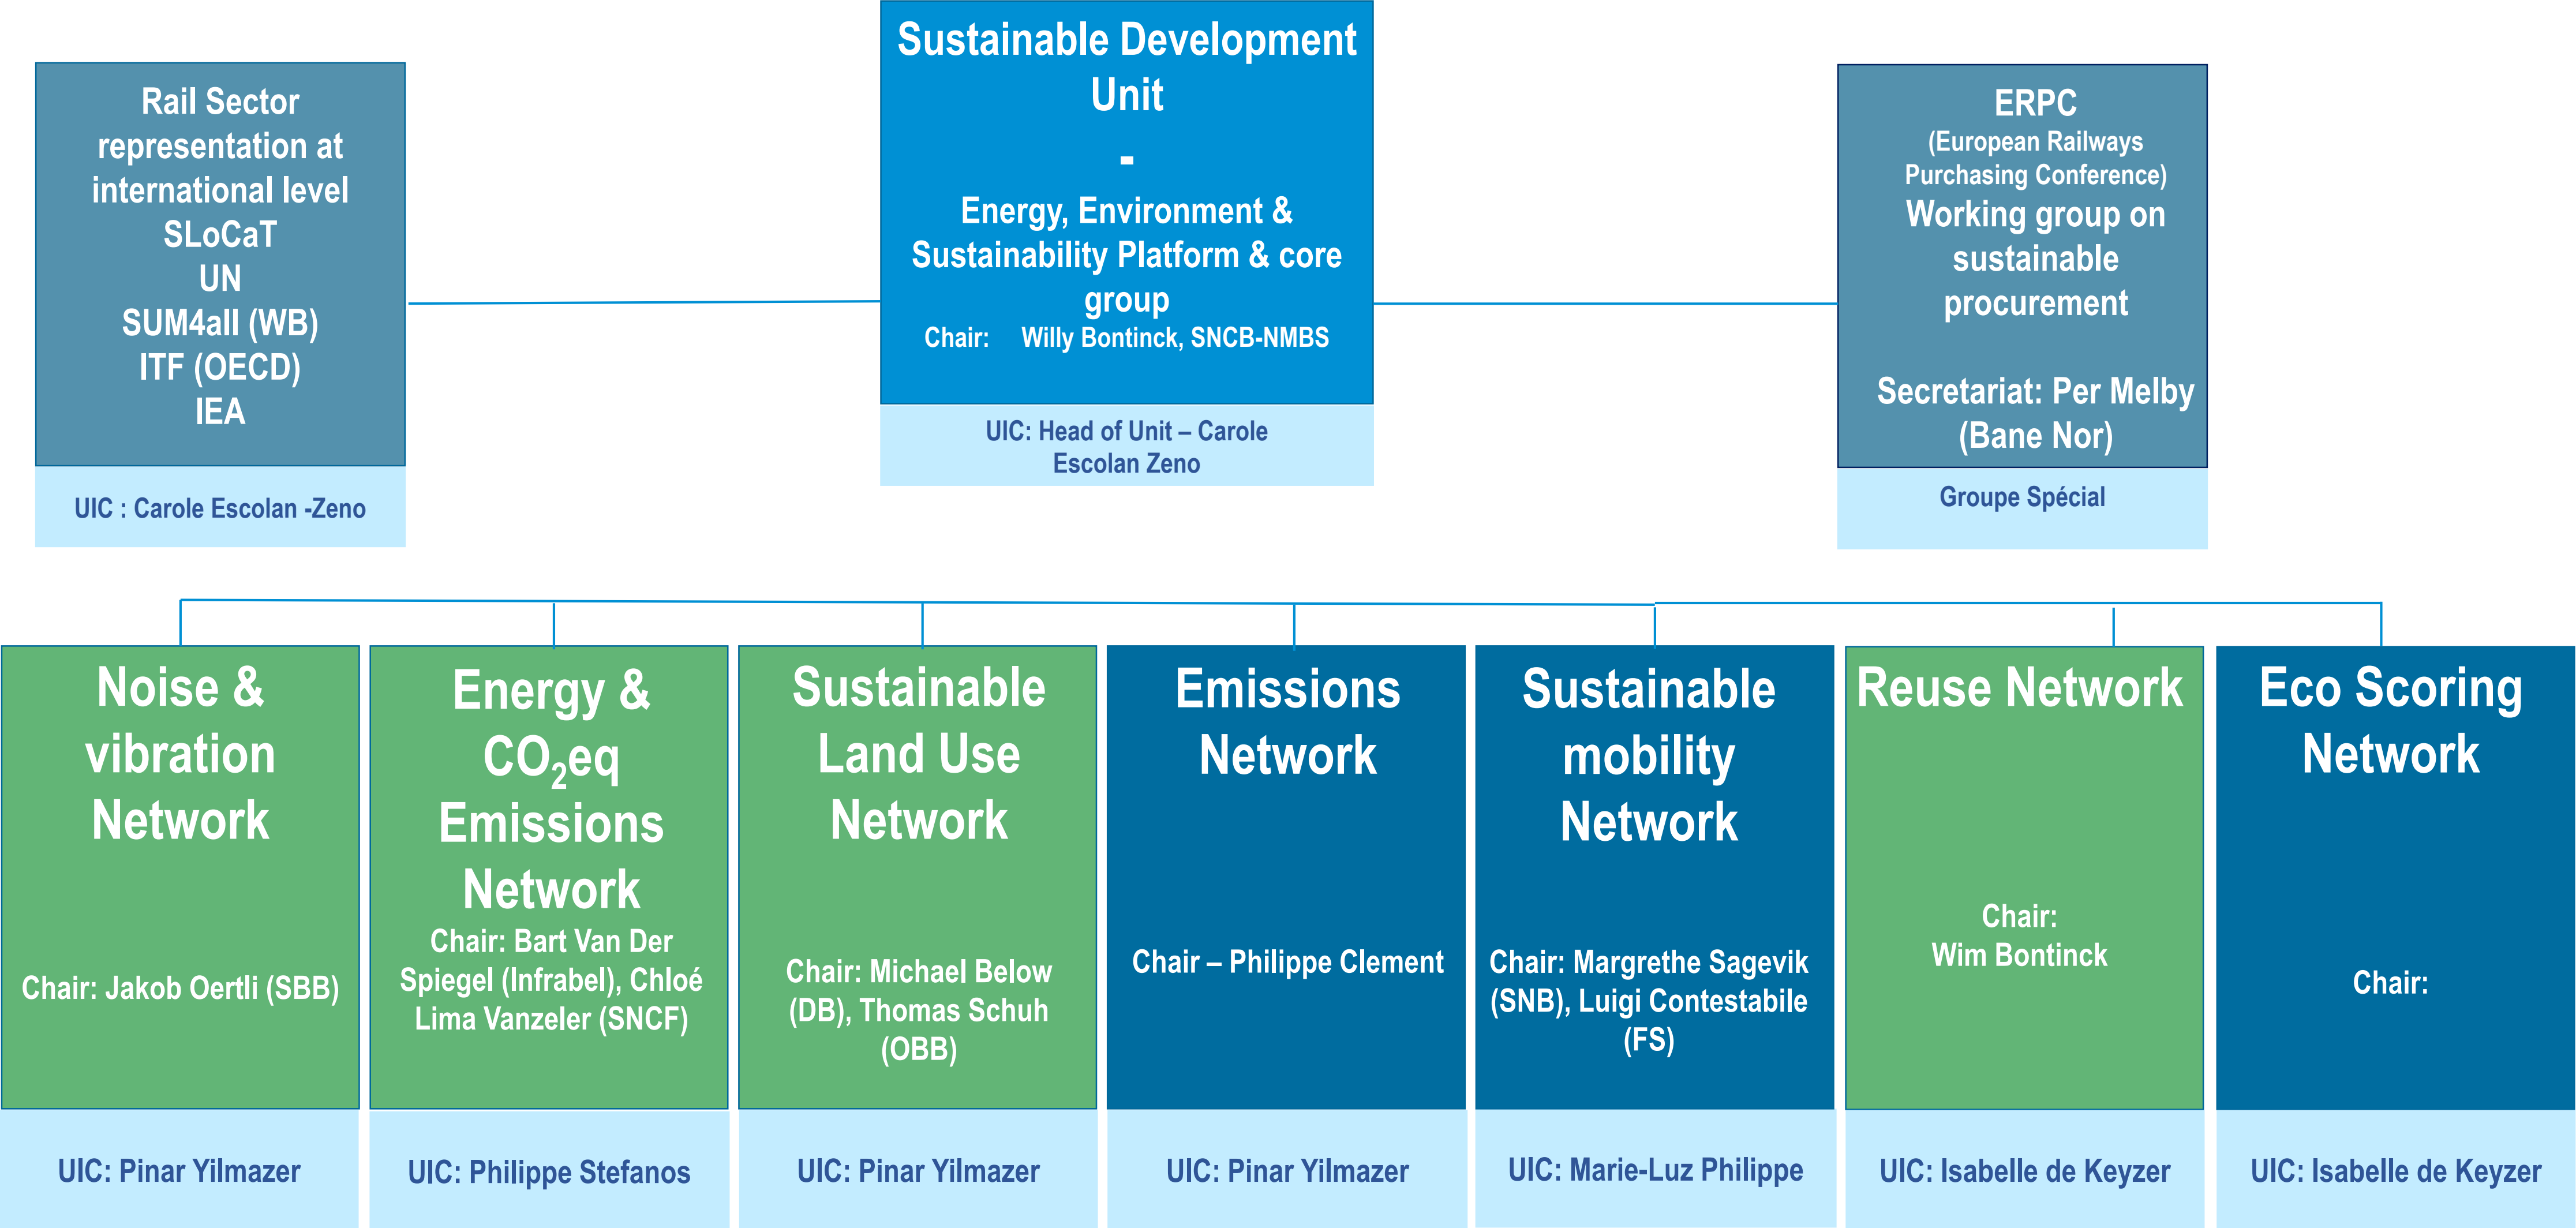 Sustainable Development
Unit
-
Energy, Environment &
Sustainability Platform & core
group
Chair: Willy Bontinck, SNCB-NMBS
UIC: Head of Unit – Carole
Escolan Zeno
Rail Sector
representation at
international level
SLoCaT
UN
SUM4all (WB)
ITF (OECD)
IEA
UIC : Carole Escolan -Zeno
ERPC
(European Railways
Purchasing Conference)
Working group on
sustainable
procurement
Secretariat: Per Melby
(Bane Nor)
Groupe Spécial
Noise &
vibration
Network
Chair: Jakob Oertli (SBB)
UIC: Pinar Yilmazer
Energy &
CO₂eq
Emissions
Network
Chair: Bart Van Der
Spiegel (Infrabel), Chloé
Lima Vanzeler (SNCF)
UIC: Philippe Stefanos
Sustainable
Land Use
Network
Chair: Michael Below
(DB), Thomas Schuh
(OBB)
UIC: Pinar Yilmazer
Emissions
Network
Chair – Philippe Clement
UIC: Pinar Yilmazer
Sustainable
mobility
Network
Chair: Margrethe Sagevik
(SNB), Luigi Contestabile
(FS)
UIC: Marie-Luz Philippe
Reuse Network
Chair:
Wim Bontinck
UIC: Isabelle de Keyzer
Eco Scoring
Network
Chair:
UIC: Isabelle de Keyzer